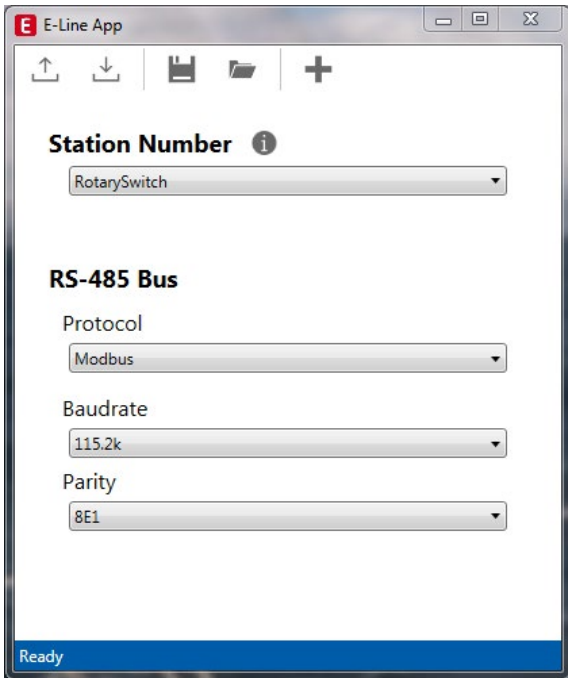 E E-Line App
Station Number i
RotarySwitch
RS-485 Bus
Protocol
Modbus
Baudrate
115.2k
Parity
8E1
Ready